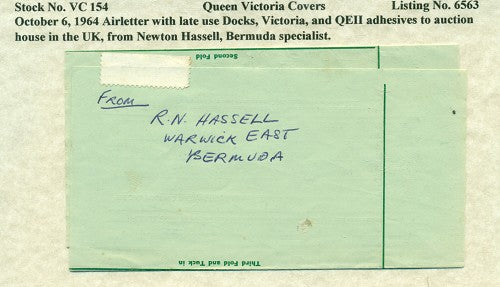 Stock No. VC 154 Queen Victoria Covers Listing No. 6563
October 6, 1964 Airletter with late use Docks, Victoria, and QEII adhesives to auction
house in the UK, from Newton Hassell, Bermuda specialist.
Second Fold
From
R.N. HASSELL
WARWICK EAST
BERMUDA
Third Fold and Tuck in